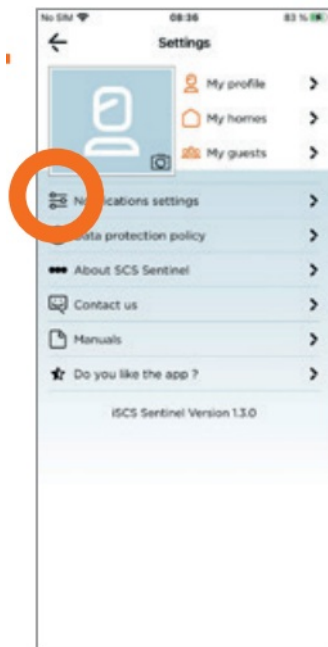 No SIM 08:36 83 %
Settings
My profile
My homes
My guests
Notifications settings
Data protection policy
About SCS Sentinel
Contact us
Manuals
Do you like the app ?
iSCS Sentinel Version 1.3.0